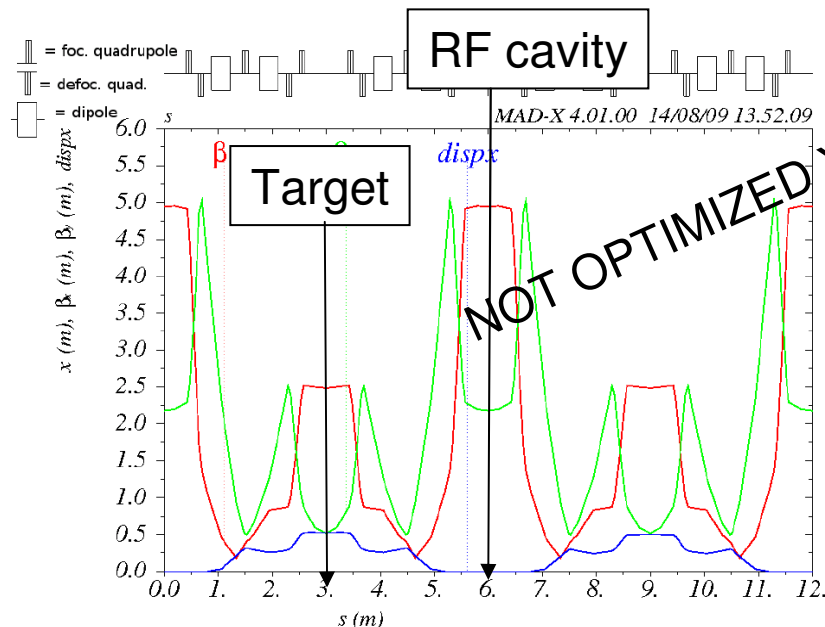 = foc. quadrupole
= defoc. quad.
= dipole
RF cavity
s
MAD-X 4.01.00 14/08/09 13.52.09
β
dispx
Target
NOT OPTIMIZED
x (m), βx (m), βy (m), dispx
6.0
5.5
5.0
4.5
4.0
3.5
3.0
2.5
2.0
1.5
1.0
0.5
0.0
0.0 1. 2. 3. 4. 5. 6. 7. 8. 9. 10. 11. 12.
s (m)